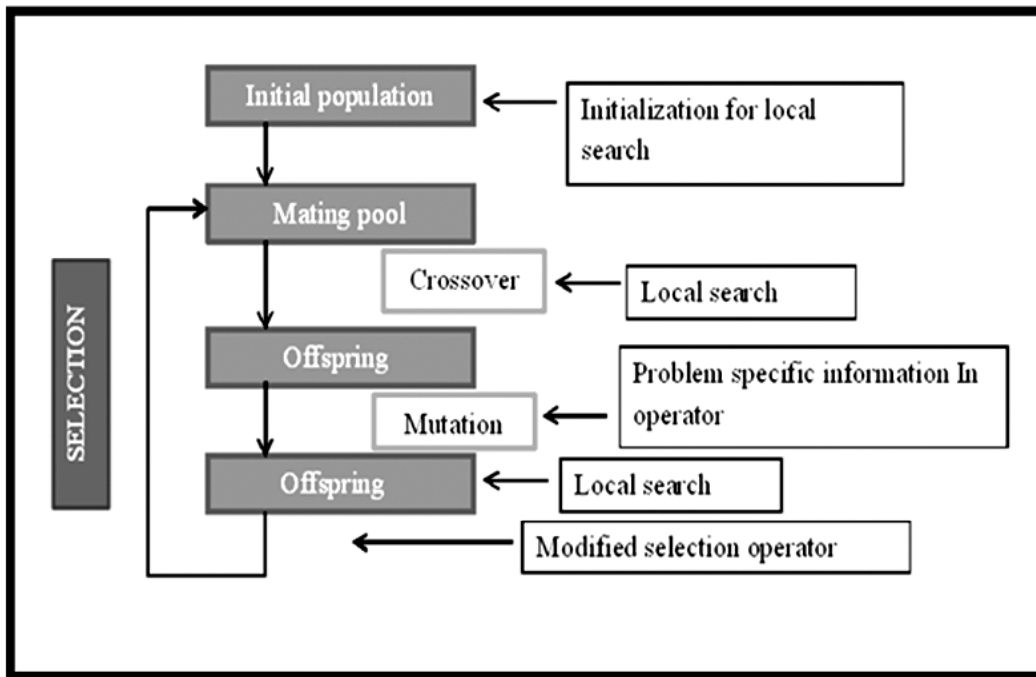 Initial population
Initialization for local
search
Mating pool
Crossover
Local search
SELECTION
Offspring
Problem specific information In
operator
Mutation
Offspring
Local search
Modified selection operator